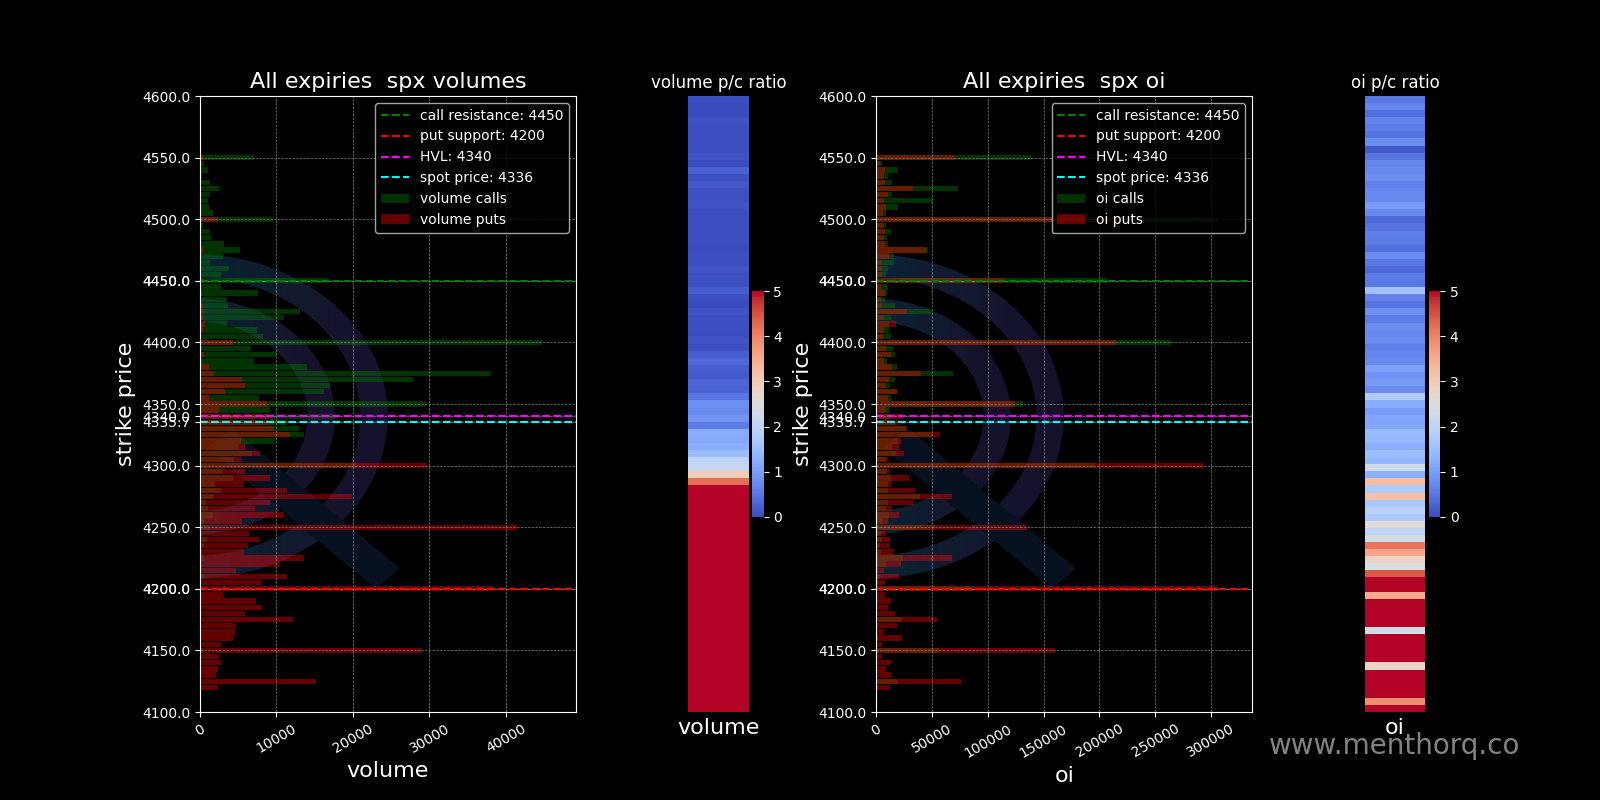 All expiries  spx volumes
4600.0
4550.0
4500.0
4450.0
4400.0
4350.0
4340.0
4335.7
4300.0
4250.0
4200.0
4150.0
4100.0
strike price
call resistance: 4450
put support: 4200
HVL: 4340
spot price: 4336
volume calls
volume puts
0
10000
20000
30000
40000
volume
volume p/c ratio
5
4
3
2
1
0
volume
All expiries  spx oi
4600.0
4550.0
4500.0
4450.0
4400.0
4350.0
4340.0
4335.7
4300.0
4250.0
4200.0
4150.0
4100.0
strike price
call resistance: 4450
put support: 4200
HVL: 4340
spot price: 4336
oi calls
oi puts
0
50000
100000
150000
200000
250000
300000
oi
oi p/c ratio
5
4
3
2
1
0
oi
www.menthorq.co